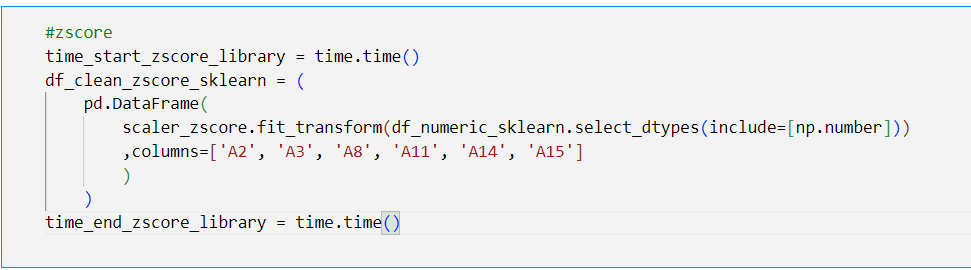 #zscore
time_start_zscore_library = time.time()
df_clean_zscore_sklearn = (
    pd.DataFrame(
        scaler_zscore.fit_transform(df_numeric_sklearn.select_dtypes(include=[np.number]))
        ,columns=['A2', 'A3', 'A8', 'A11', 'A14', 'A15']
        )
    )
time_end_zscore_library = time.time()